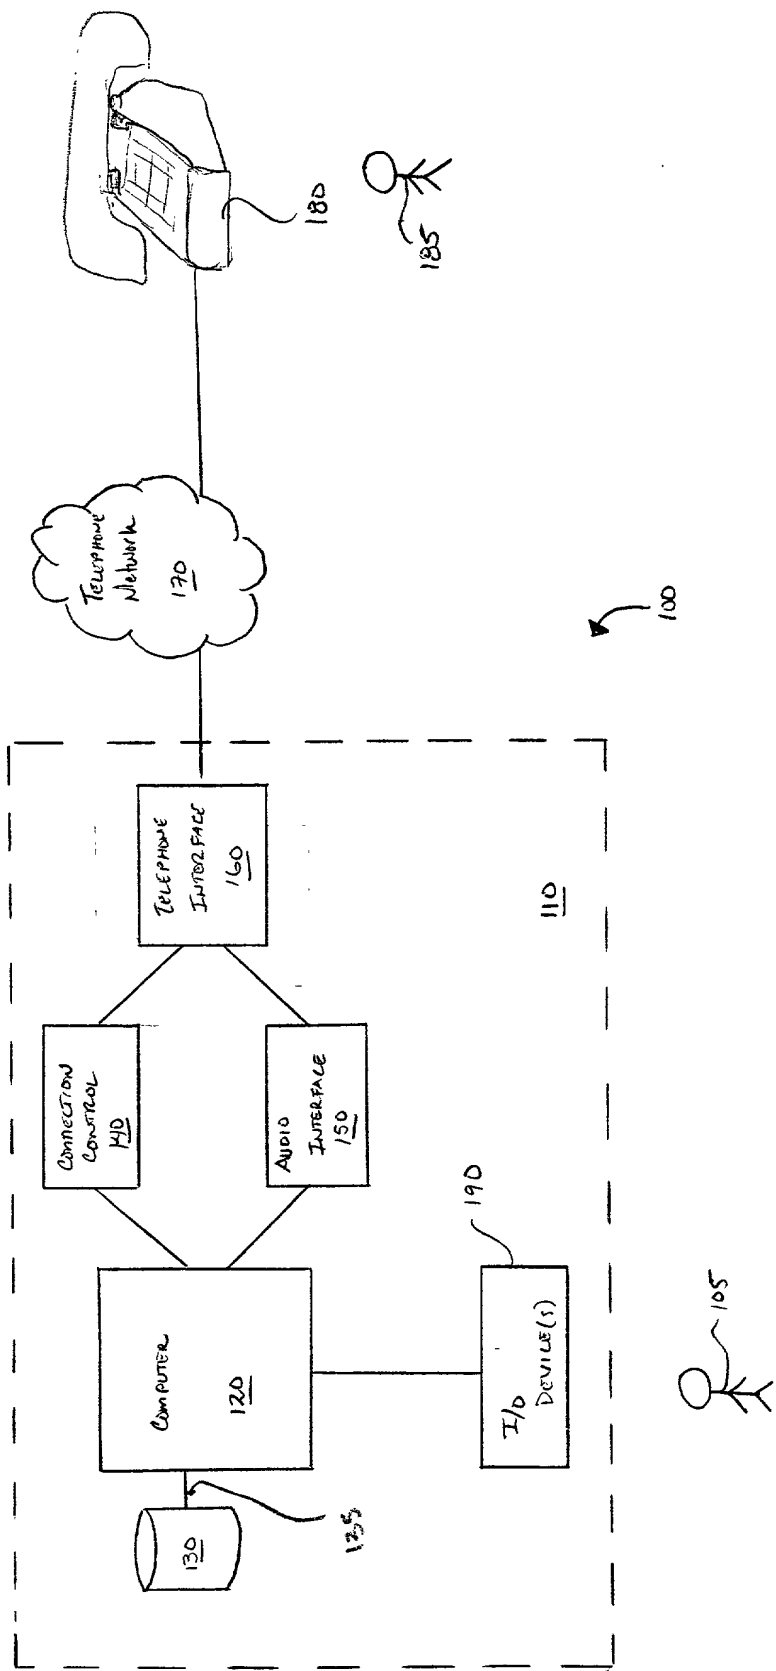 180
185
TELEPHONE
Network
170
100
TELEPHONE
INTERFACE
160
110
CONNECTION
CONTROL
140
AUDIO
INTERFACE
150
190
COMPUTER
120
I/O
DEVICE(S)
105
130
125